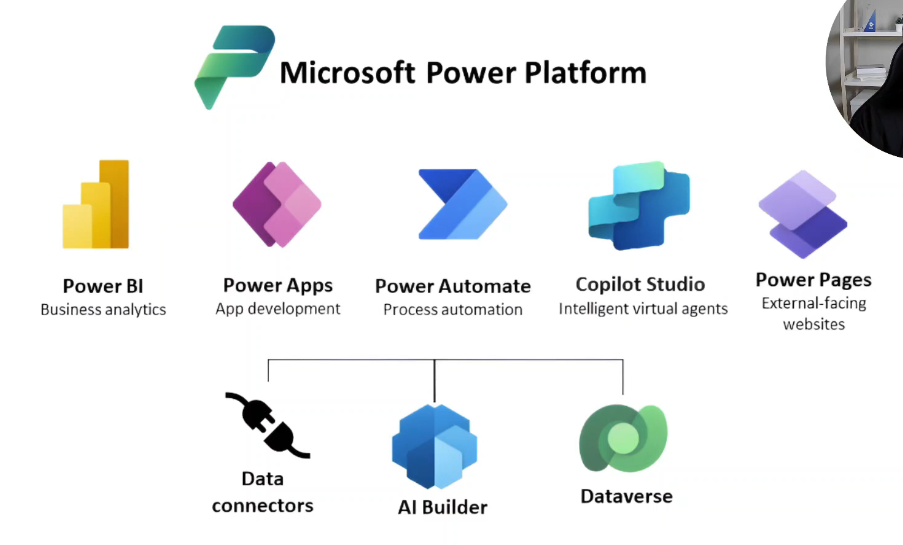 Microsoft Power Platform
Power BI
Business analytics
Power Apps
App development
Power Automate
Process automation
Copilot Studio
Intelligent virtual agents
Power Pages
External-facing
websites
Data
connectors
AI Builder
Dataverse